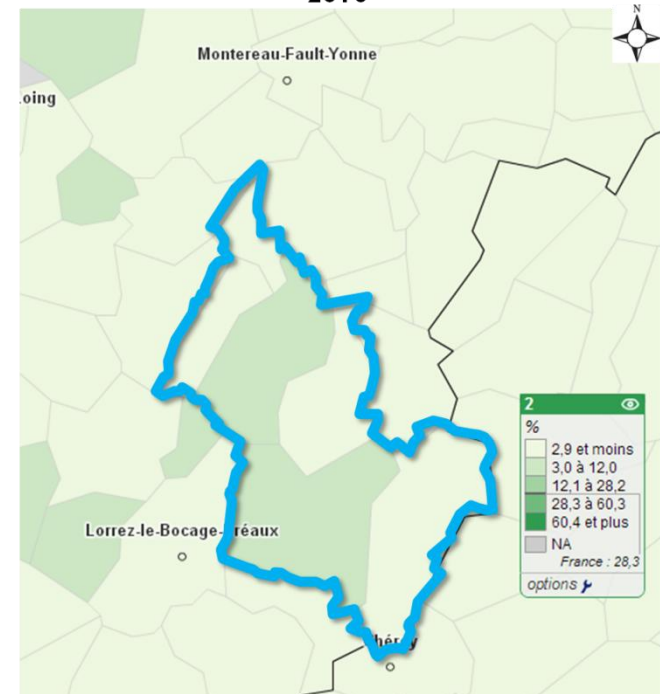 N
Montereau-Fault-Yonne
Loing
2
%
2,9 et moins
3,0 à 12,0
12,1 à 28,2
28,3 à 60,3
60,4 et plus
NA
France : 28,3
options
Lorrez-le-Bocage-Préaux